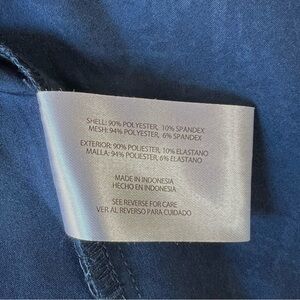 SHELL: 90% POLYESTER, 10% SPANDEX
MESH: 94% POLYESTER, 6% SPANDEX
EXTERIOR: 90% POLIESTER, 10% ELASTANO
MALLA: 94% POLIESTER, 6% ELASTANO
MADE IN INDONESIA
HECHO EN INDONESIA
SEE REVERSE FOR CARE
VER AL REVERSO PARA CUIDADO